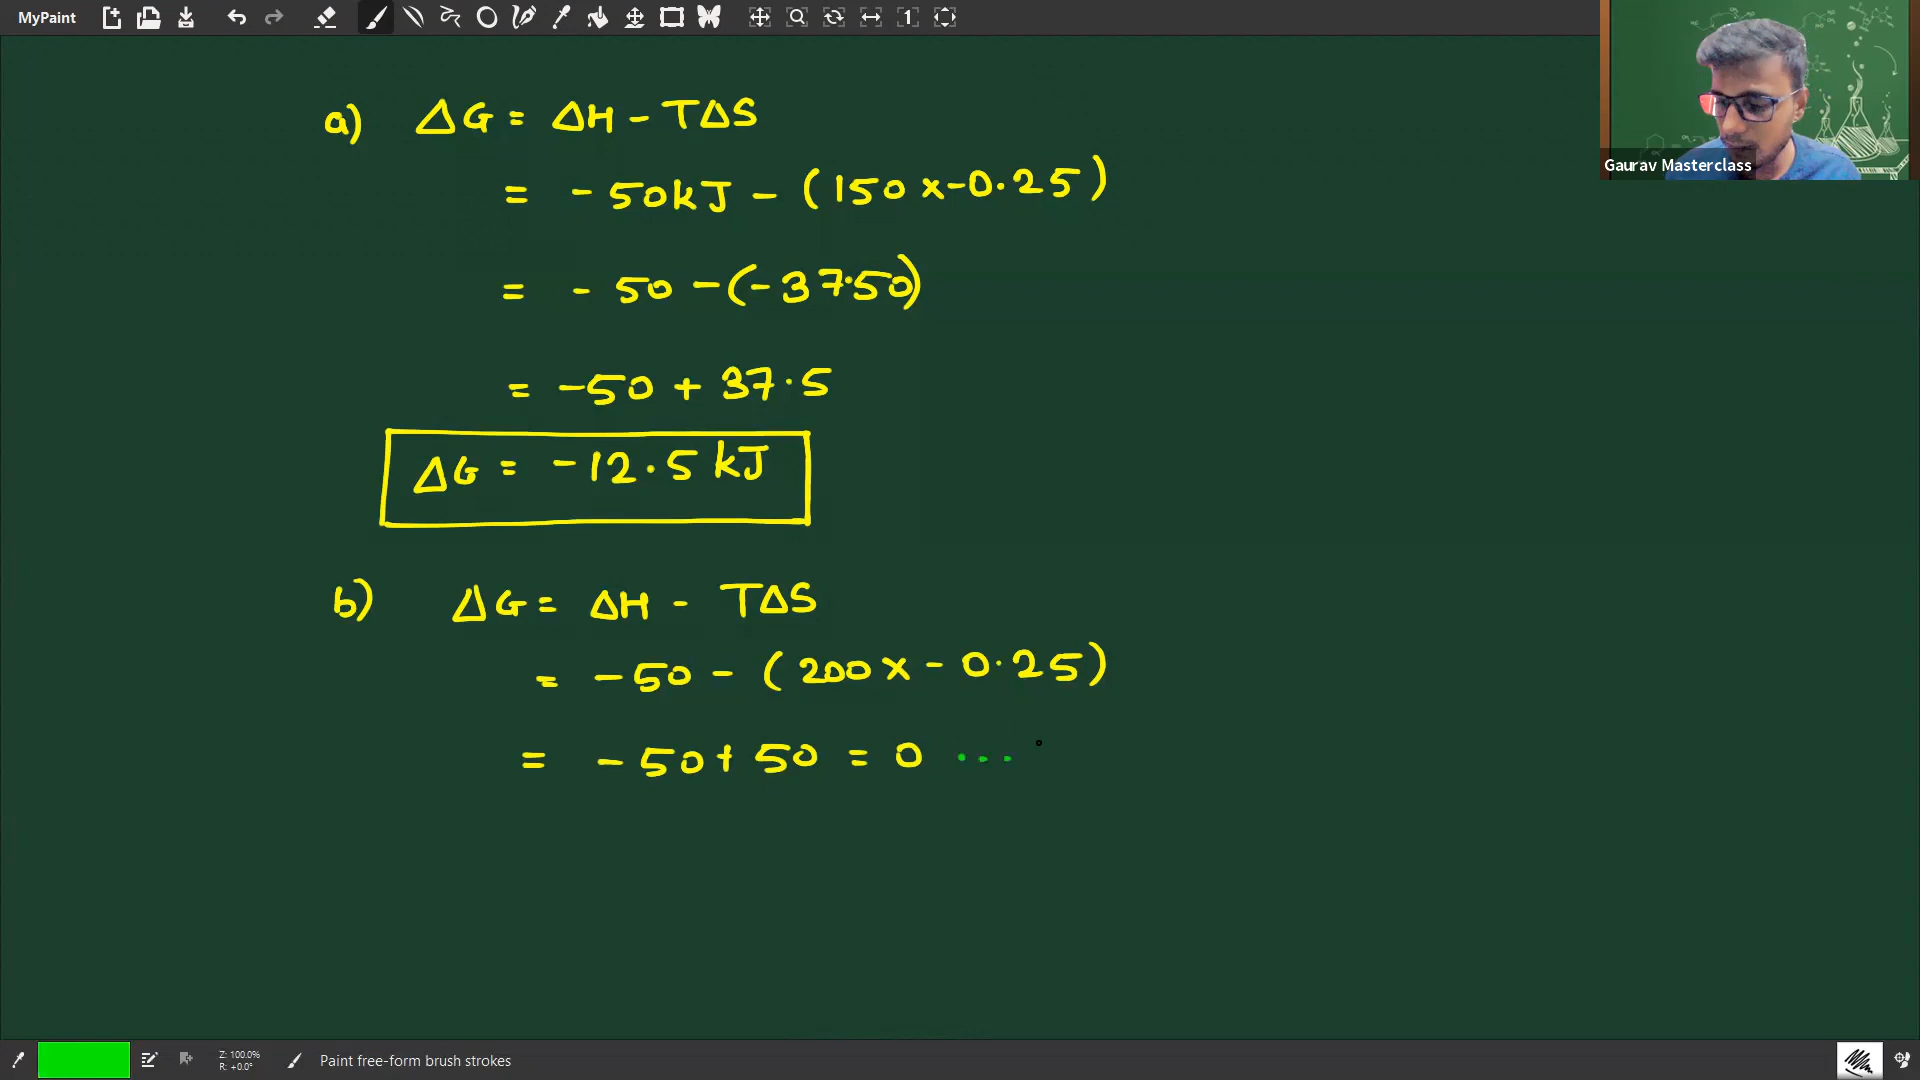 MyPaint
Gaurav Masterclass
a) ΔG = ΔH - TΔS
= - 50kJ - (150 x -0.25)
= - 50 - (-37.50)
= -50 + 37.5
ΔG = -12.5 kJ
b) ΔG = ΔH - TΔS
= -50 - (200 x - 0.25)
= - 50 + 50 = 0 ...
Z: 100.0%
R: +0.0°
Paint free-form brush strokes